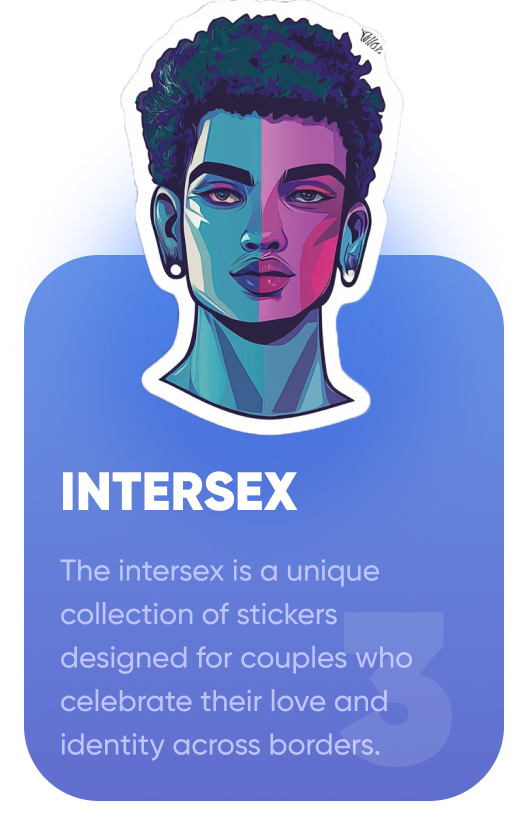 INTERSEX
The intersex is a unique
collection of stickers
designed for couples who
celebrate their love and
identity across borders.
3